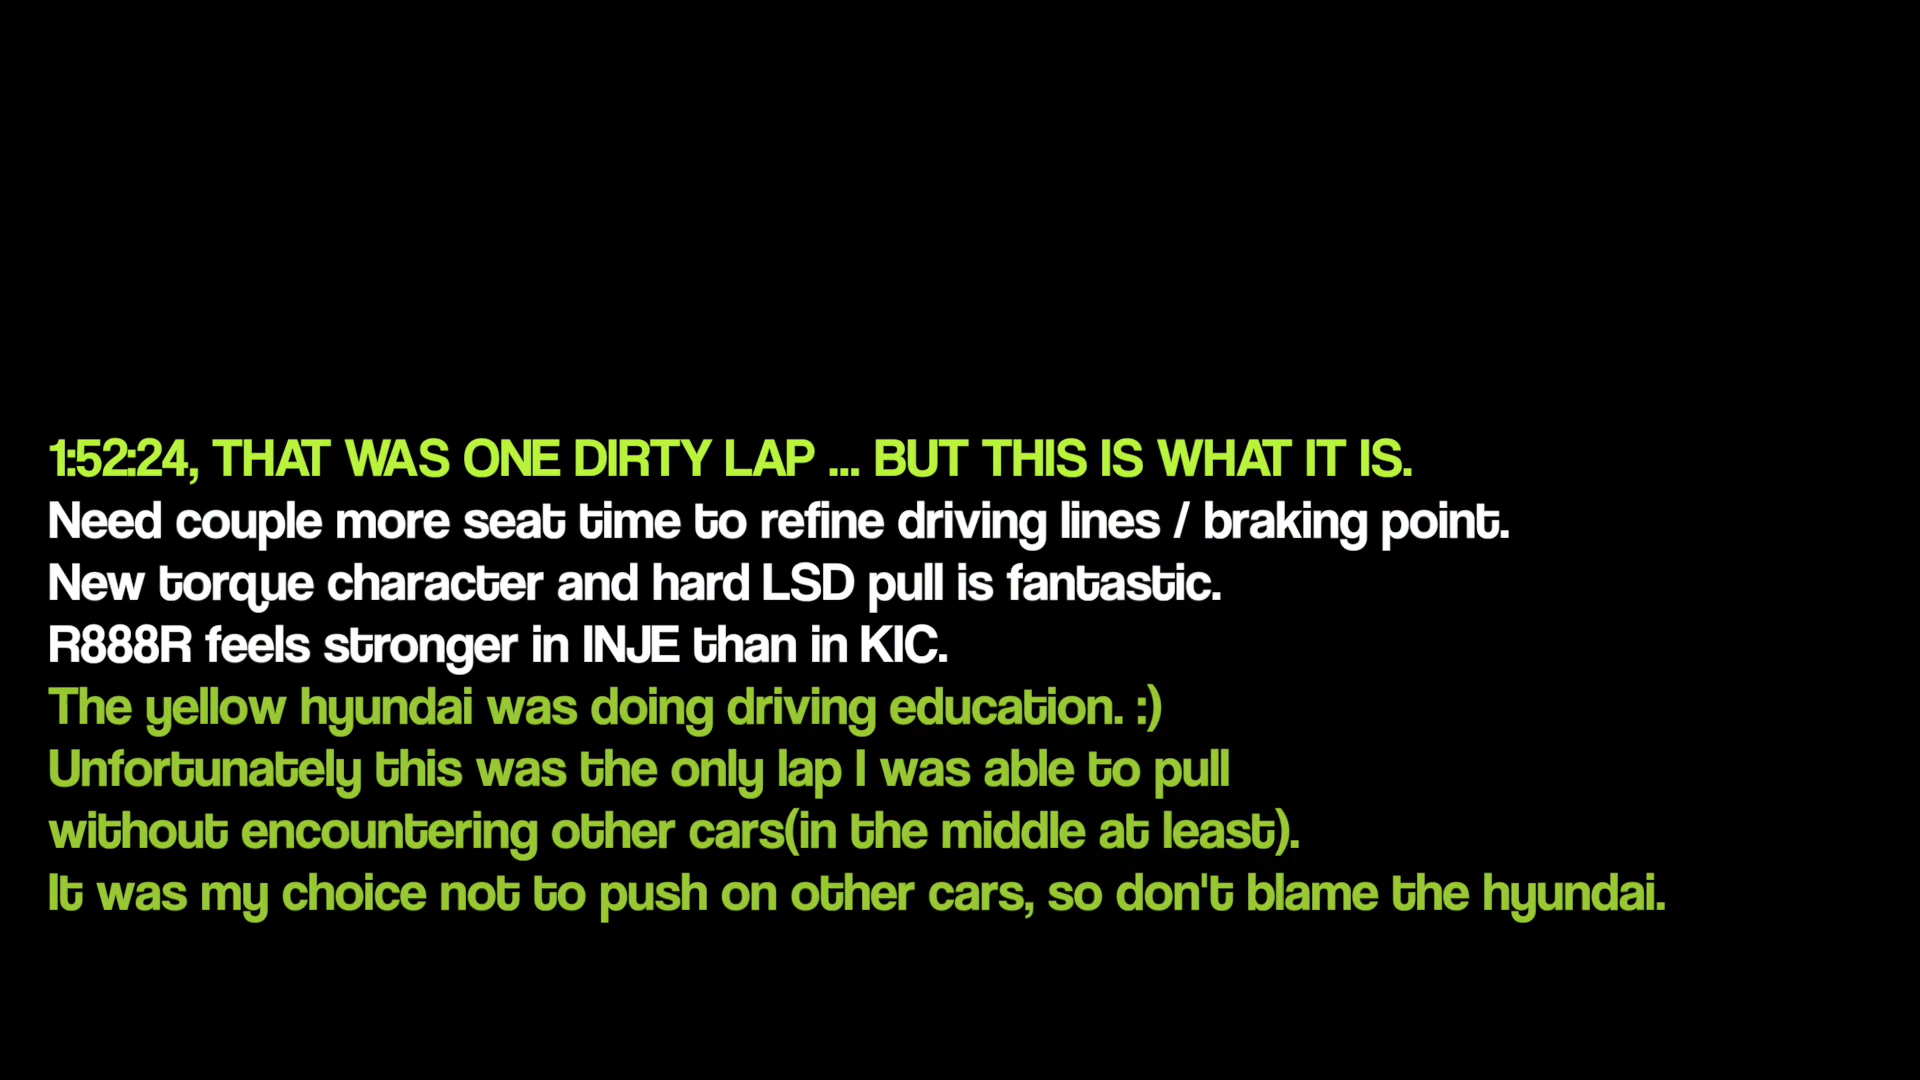 1:52:24, THAT WAS ONE DIRTY LAP ... BUT THIS IS WHAT IT IS.
Need couple more seat time to refine driving lines / braking point.
New torque character and hard LSD pull is fantastic.
R888R feels stronger in INJE than in KIC.
The yellow hyundai was doing driving education. :)
Unfortunately this was the only lap I was able to pull
without encountering other cars(in the middle at least).
It was my choice not to push on other cars, so don't blame the hyundai.